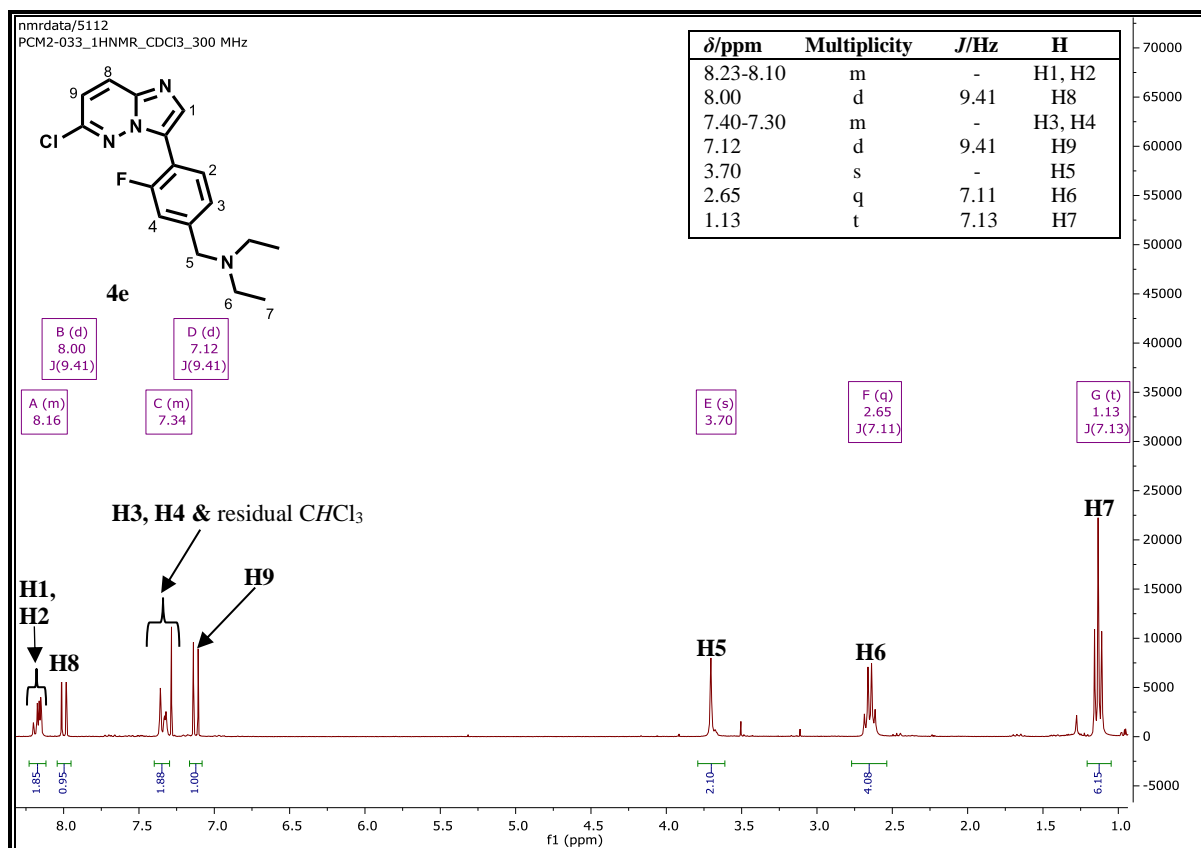 nmrdata/5112
PCM2-033_1HNMR_CDCl3_300 MHz
δ/ppm Multiplicity J/Hz H
8.23-8.10 m - H1, H2
8.00 d 9.41 H8
7.40-7.30 m - H3, H4
7.12 d 9.41 H9
3.70 s - H5
2.65 q 7.11 H6
1.13 t 7.13 H7
8
N
9
1
N
Cl
N
F
2
3
4
5
N
6
7
4e
B (d)
8.00
J(9.41)
D (d)
7.12
J(9.41)
A (m)
8.16
C (m)
7.34
E (s)
3.70
F (q)
2.65
J(7.11)
G (t)
1.13
J(7.13)
H3, H4 & residual CHCl₃
H1,
H2
H8
H9
H5
H6
H7
70000
65000
60000
55000
50000
45000
40000
35000
30000
25000
20000
15000
10000
5000
0
-5000
1.85
0.95
1.88
1.00
2.10
4.08
6.15
8.0 7.5 7.0 6.5 6.0 5.5 5.0 4.5 4.0 3.5 3.0 2.5 2.0 1.5 1.0
f1 (ppm)